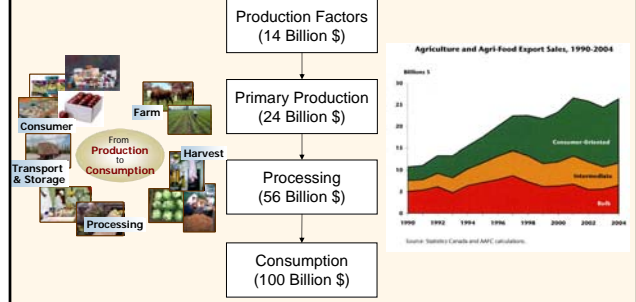 Production Factors
(14 Billion $)
Primary Production
(24 Billion $)
Processing
(56 Billion $)
Consumption
(100 Billion $)
Consumer
Farm
From
Production
to
Consumption
Harvest
Transport
& Storage
Processing
Agriculture and Agri-Food Export Sales, 1990-2004
Billions $
30
25
20
15
10
5
0
Consumer-Oriented
Intermediate
Bulk
1990 1992 1994 1996 1998 2000 2002 2004
Source: Statistics Canada and AAFC calculations.